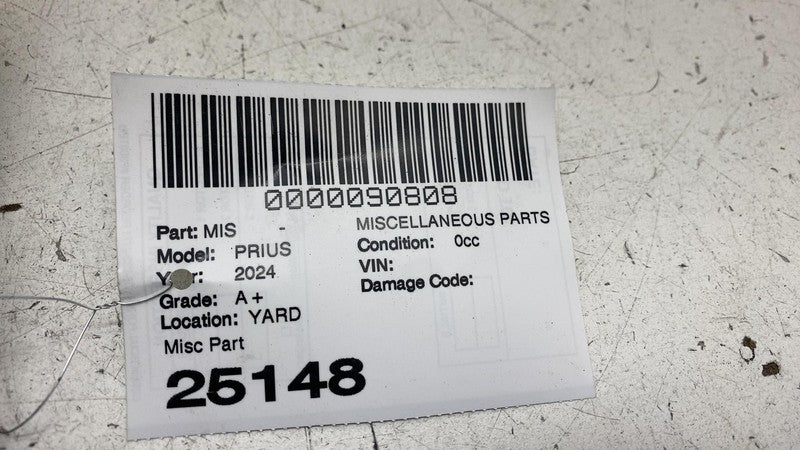 0000090808
Part: MIS - MISCELLANEOUS PARTS
Model: PRIUS Condition: 0cc
Year: 2024 VIN:
Grade: A+ Damage Code:
Location: YARD
Misc Part
25148